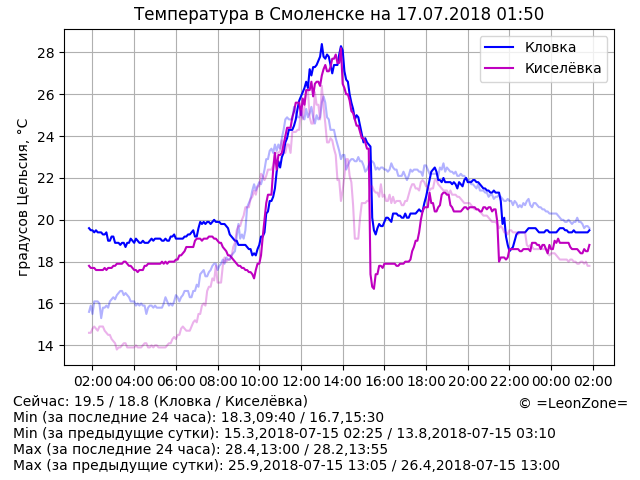 Температура в Смоленске на 17.07.2018 01:50
градусов Цельсия, °C
28
26
24
22
20
18
16
14
Кловка
Киселёвка
02:00 04:00 06:00 08:00 10:00 12:00 14:00 16:00 18:00 20:00 22:00 00:00 02:00
Сейчас: 19.5 / 18.8 (Кловка / Киселёвка)
© =LeonZone=
Min (за последние 24 часа): 18.3,09:40 / 16.7,15:30
Min (за предыдущие сутки): 15.3,2018-07-15 02:25 / 13.8,2018-07-15 03:10
Max (за последние 24 часа): 28.4,13:00 / 28.2,13:55
Max (за предыдущие сутки): 25.9,2018-07-15 13:05 / 26.4,2018-07-15 13:00